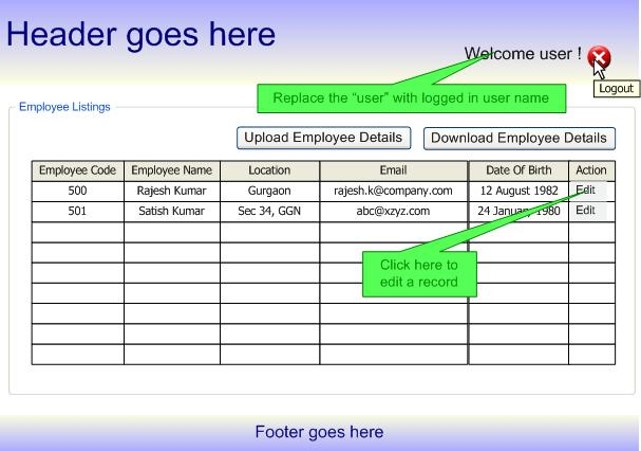 Header goes here
Welcome user !
Logout
Replace the “user” with logged in user name
Employee Listings
Upload Employee Details Download Employee Details
Employee Code Employee Name Location Email Date Of Birth Action
500 Rajesh Kumar Gurgaon rajesh.k@company.com 12 August 1982 Edit
501 Satish Kumar Sec 34, GGN abc@xzyz.com 24 January 1980 Edit
Click here to
edit a record
Footer goes here